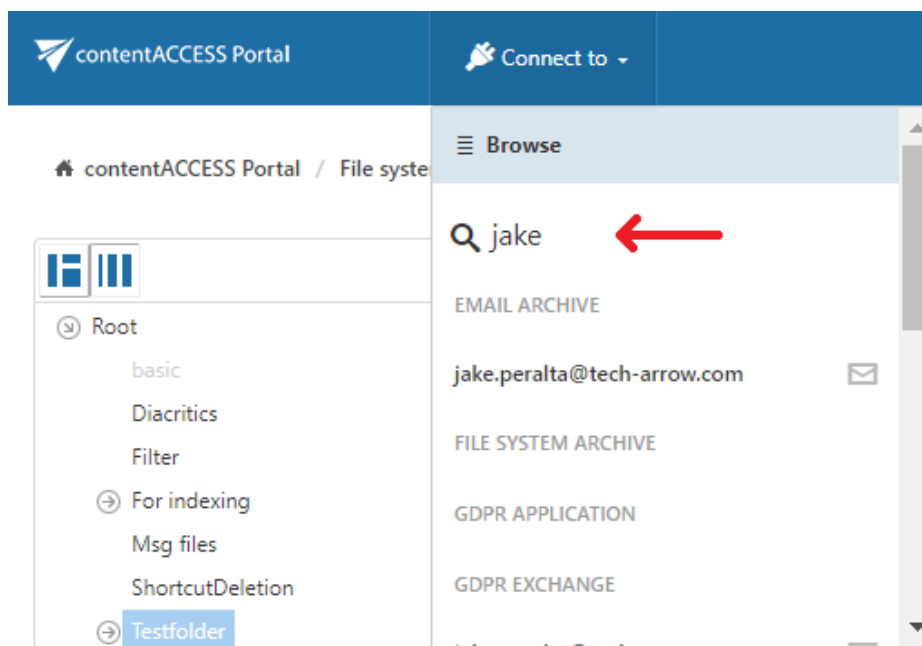 contentACCESS Portal
Connect to
Browse
contentACCESS Portal / File syste
jake
EMAIL ARCHIVE
jake.peralta@tech-arrow.com
FILE SYSTEM ARCHIVE
GDPR APPLICATION
GDPR EXCHANGE
Root
basic
Diacritics
Filter
For indexing
Msg files
ShortcutDeletion
Testfolder